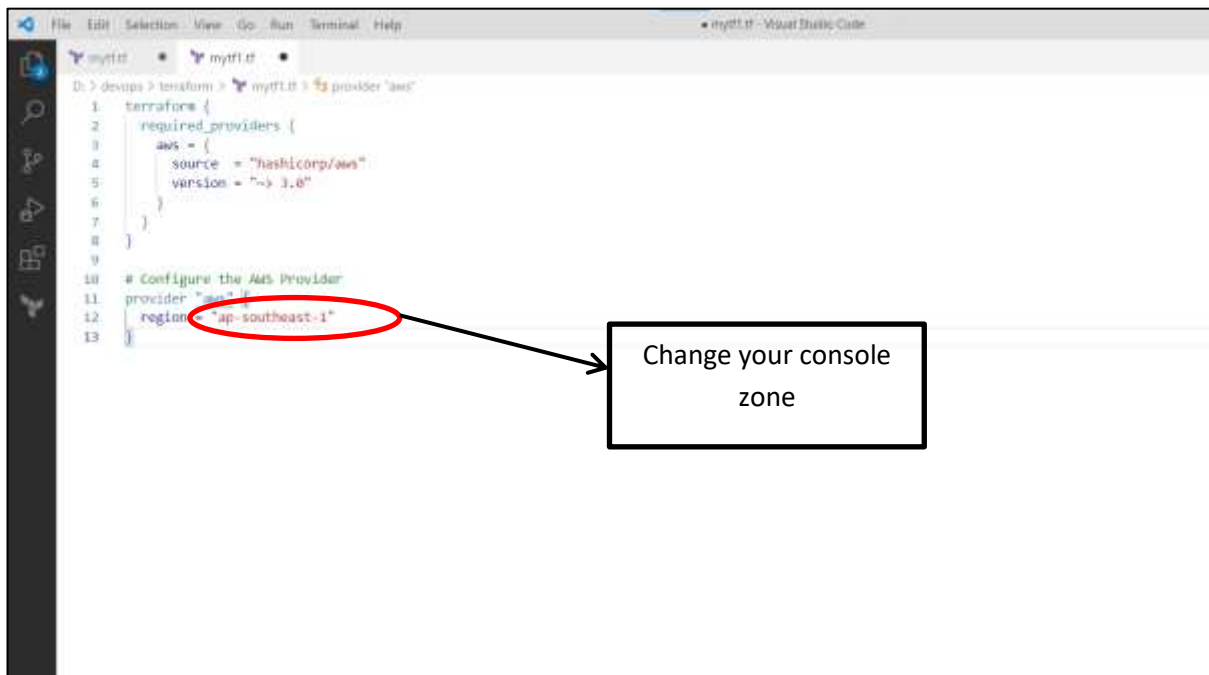 File Edit Selection View Go Run Terminal Help
● mytf1.tf - Visual Studio Code
mytf.tf ● mytf1.tf ●
D: > devops > terraform > mytf1.tf > provider "aws"
1 terraform {
2 required_providers {
3 aws = {
4 source = "hashicorp/aws"
5 version = "~> 3.0"
6 }
7 }
8 }
9
10 # Configure the AWS Provider
11 provider "aws" {
12 region = "ap-southeast-1"
13 }
Change your console
zone